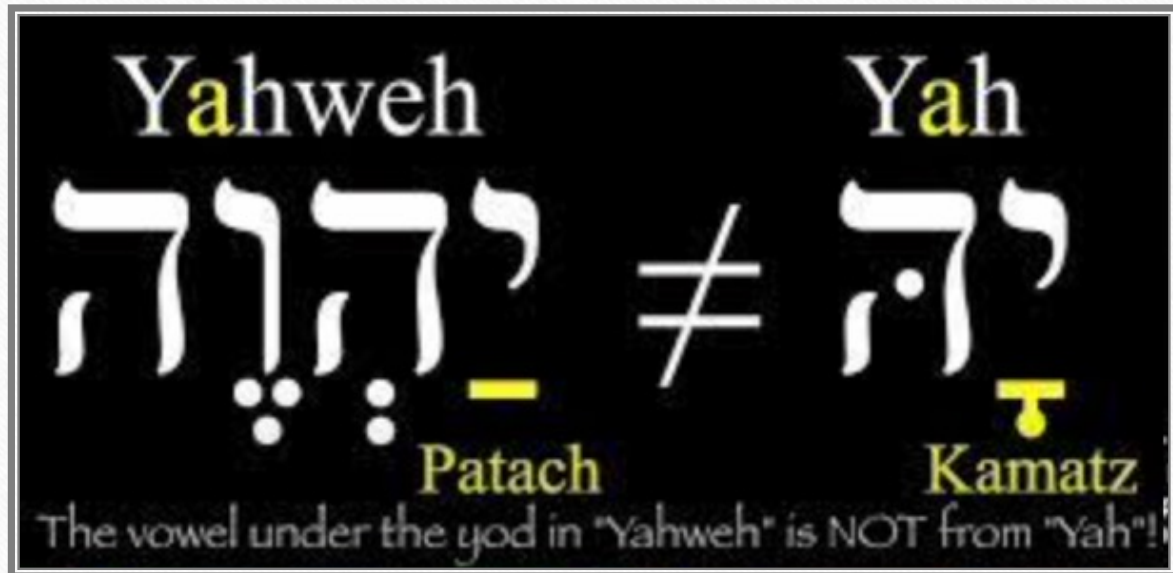 Yahweh Yah
יַהְוֶה ≠ יָהּ
Patach Kamatz
The vowel under the yod in "Yahweh" is NOT from "Yah"!